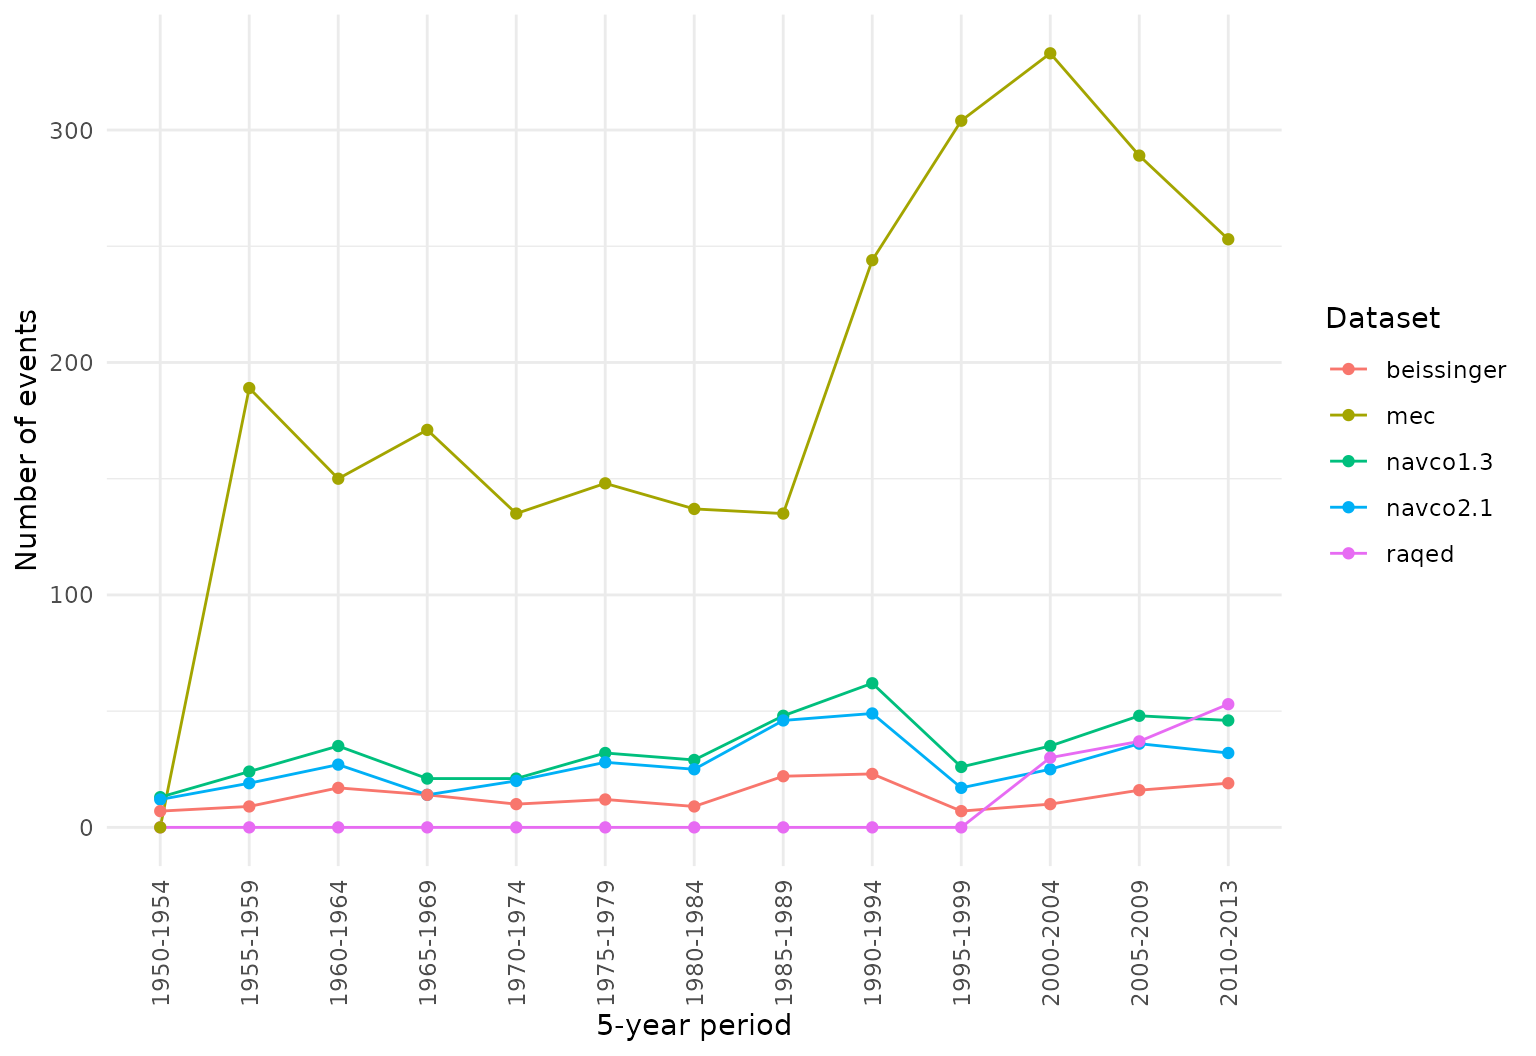 Number of events
300
200
100
0
1950-1954
1955-1959
1960-1964
1965-1969
1970-1974
1975-1979
1980-1984
1985-1989
1990-1994
1995-1999
2000-2004
2005-2009
2010-2013
5-year period
Dataset
beissinger
mec
navco1.3
navco2.1
raqed